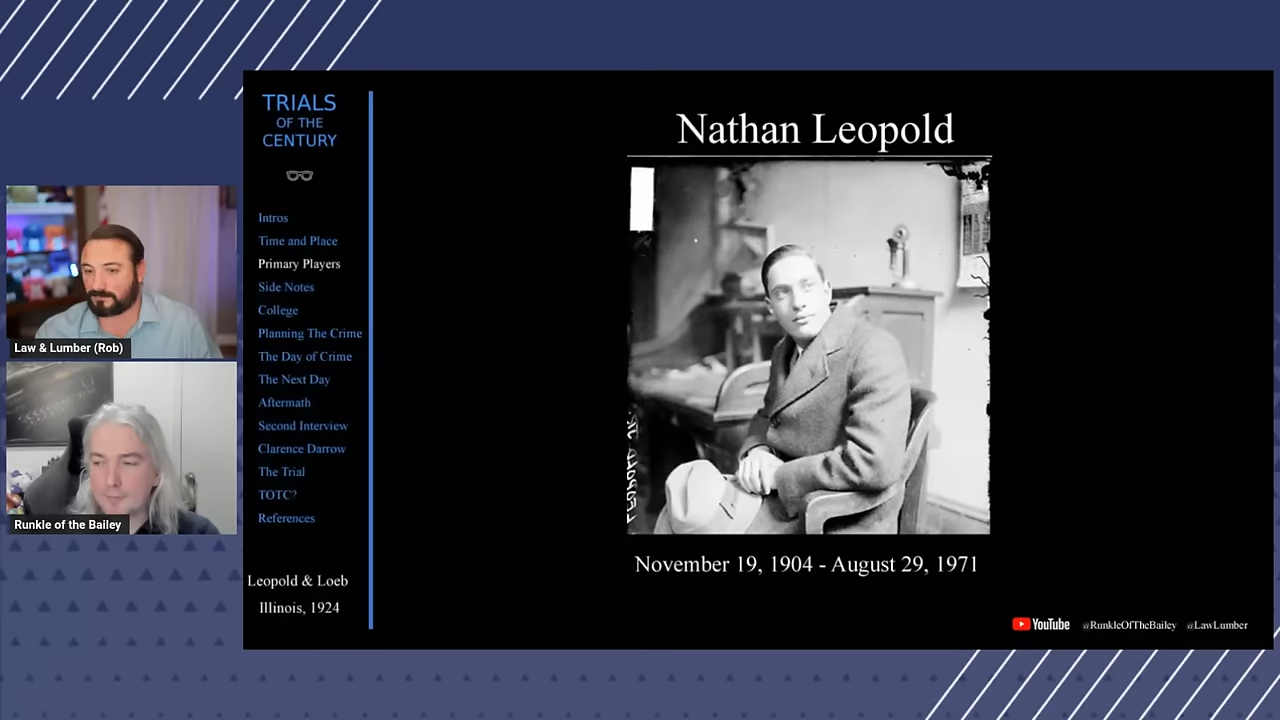 TRIALS
OF THE
CENTURY
Intros
Time and Place
Primary Players
Side Notes
College
Planning The Crime
The Day of Crime
The Next Day
Aftermath
Second Interview
Clarence Darrow
The Trial
TOTC?
References
Leopold & Loeb
Illinois, 1924
Nathan Leopold
LEOPOLD JR.
November 19, 1904 - August 29, 1971
YouTube @RunkleOfTheBailey @LawLumber
Law & Lumber (Rob)
Runkle of the Bailey